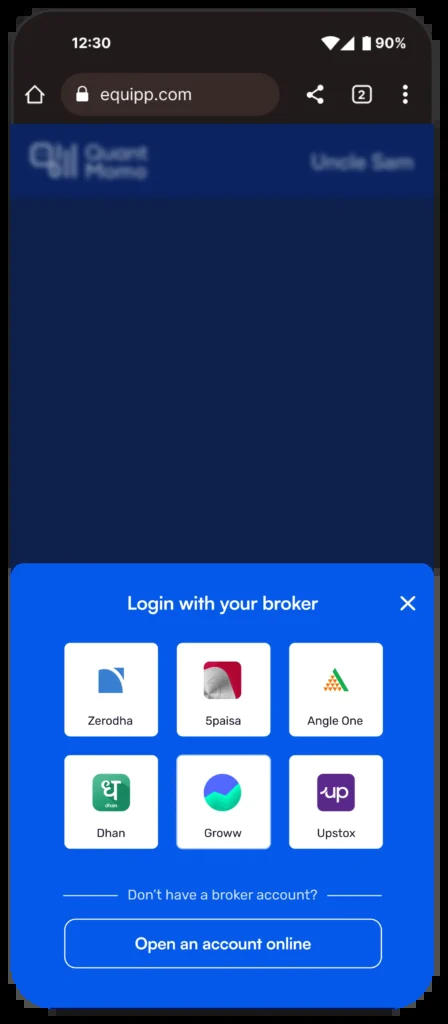 12:30
90%
equipp.com
2
Quant
Momo
Uncle Sam
Login with your broker
Zerodha
5paisa
Angle One
up
ध
dhan
Dhan
Groww
Upstox
Don't have a broker account?
Open an account online